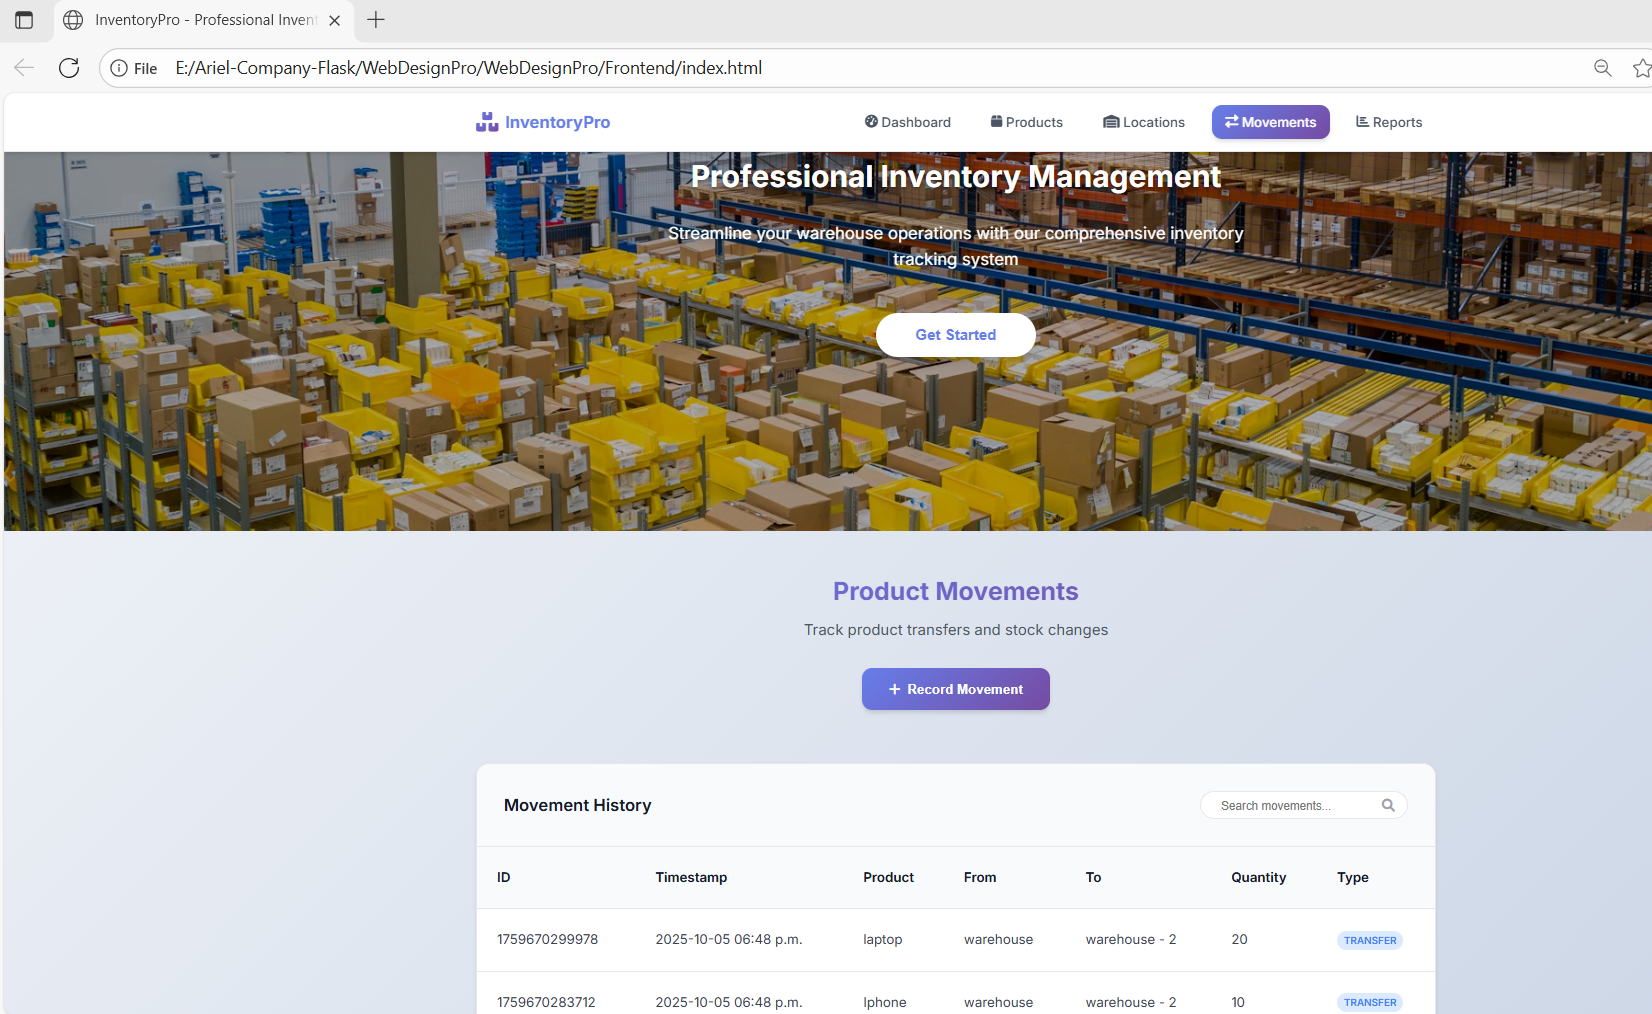 InventoryPro - Professional Invent
File E:/Ariel-Company-Flask/WebDesignPro/WebDesignPro/Frontend/index.html
InventoryPro Dashboard Products Locations Movements Reports
Professional Inventory Management
Streamline your warehouse operations with our comprehensive inventory
tracking system
Get Started
Product Movements
Track product transfers and stock changes
+ Record Movement
Movement History Search movements...
ID Timestamp Product From To Quantity Type
1759670299978 2025-10-05 06:48 p.m. laptop warehouse warehouse - 2 20 TRANSFER
1759670283712 2025-10-05 06:48 p.m. Iphone warehouse warehouse - 2 10 TRANSFER